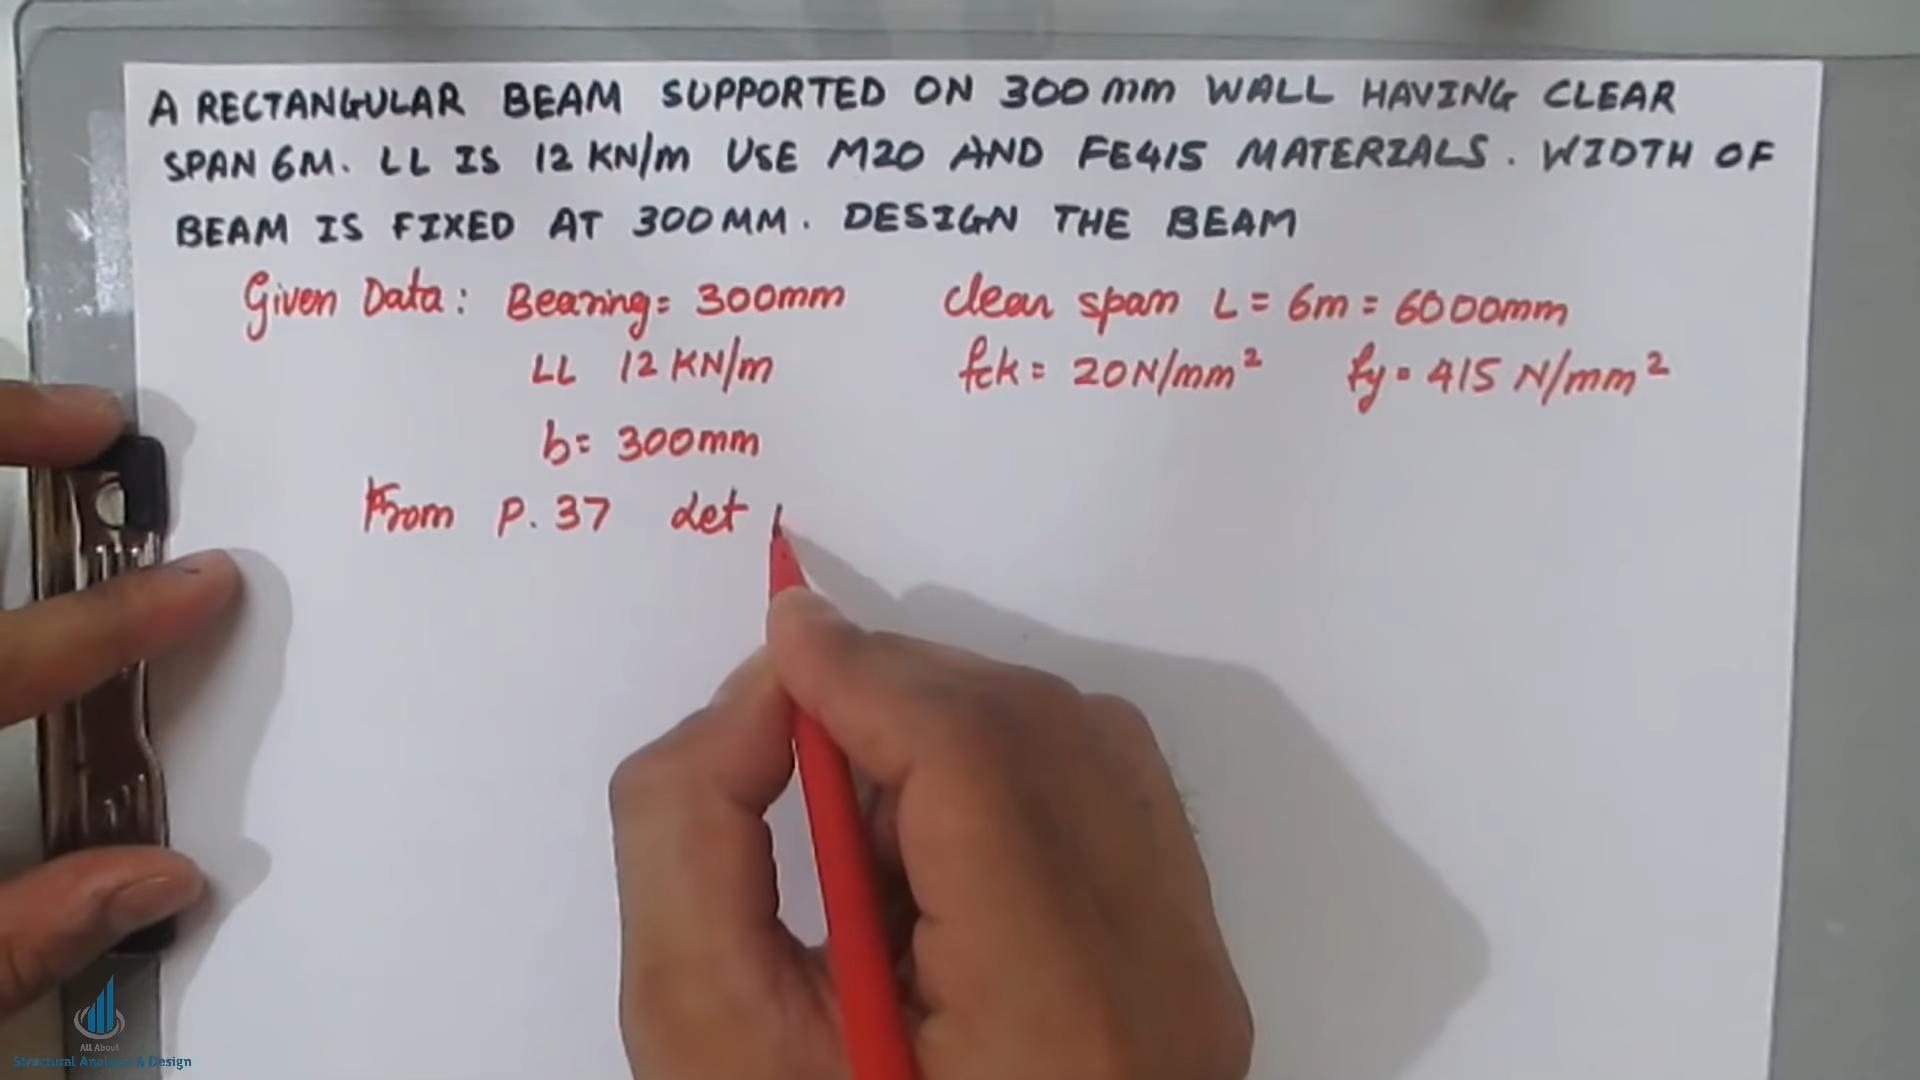 A RECTANGULAR BEAM SUPPORTED ON 300 mm WALL HAVING CLEAR
SPAN 6M. LL IS 12 KN/m USE M20 AND FE415 MATERIALS. WIDTH OF
BEAM IS FIXED AT 300MM. DESIGN THE BEAM
Given Data: Bearing= 300mm clear span L= 6m = 6000mm
LL 12 KN/m fck = 20N/mm² fy = 415 N/mm²
b= 300mm
From P. 37 Let
All About
Structural Analysis & Design